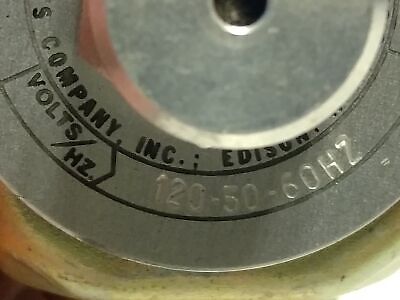 S COMPANY, INC.; EDISON,
VOLTS/
HZ.
120-50-60HZ